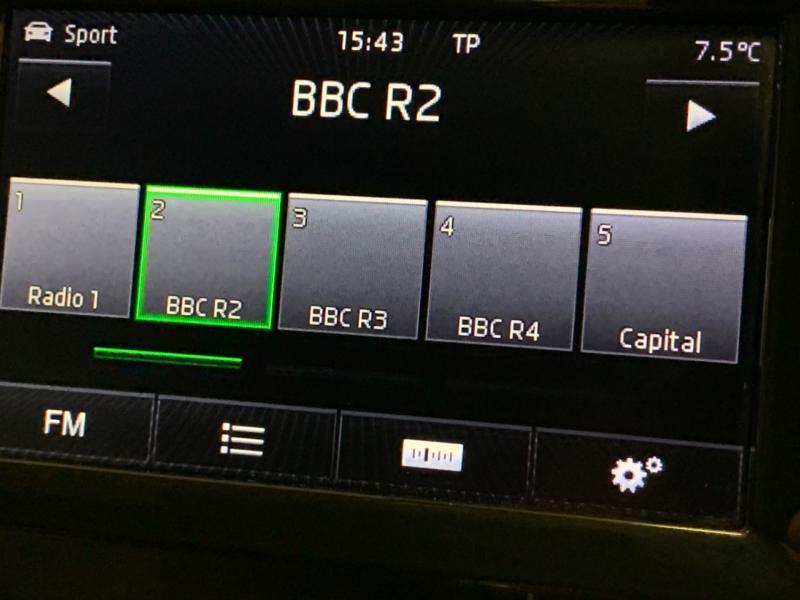 Sport 15:43 TP 7.5°C
BBC R2
1 2 3 4 5
Radio 1 BBC R2 BBC R3 BBC R4 Capital
FM